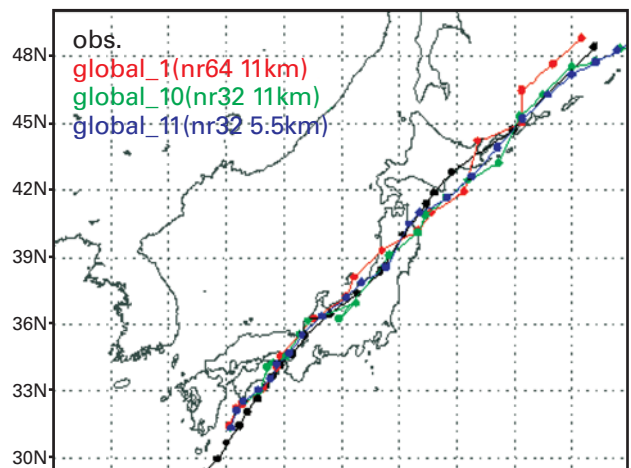 48N
obs.
global_1(nr64 11km)
global_10(nr32 11km)
45N
global_11(nr32 5.5km)
42N
39N
36N
33N
30N